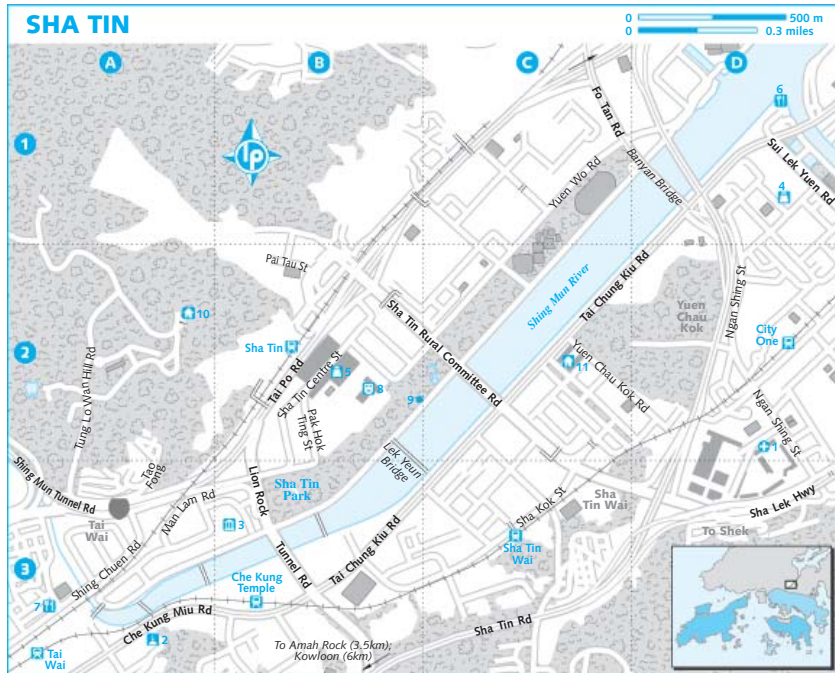 SHA TIN
0 500 m
0 0.3 miles
A
B
C
D
1
2
3
lp
6
Fo Tan Rd
Banyan Bridge
Sui Lek Yuen Rd
4
Yuen Wo Rd
Pai Tau St
Shing Mun River
Tai Chung Kiu Rd
Ngan Shing St
Yuen
Chau
Kok
10
Sha Tin
Sha Tin Rural Committee Rd
City
One
Tung Lo Wan Hill Rd
Tai Po Rd
Sha Tin Centre St
5
8
9
11
Yuen Chau Kok Rd
Pak Hok
Ting St
Ngan Shing St
1
Lek Yeun
Bridge
Shing Mun Tunnel Rd
Tao
Fong
Lion Rock
Tunnel Rd
Sha Tin
Park
Man Lam Rd
Sha Kok St
Sha
Tin Wai
Sha Lek Hwy
Tai
Wai
3
To Shek
Sha Tin
Wai
Shing Chuen Rd
Tai Chung Kiu Rd
Che Kung
Temple
7
Che Kung Miu Rd
2
Sha Tin Rd
Tai
Wai
To Amah Rock (3.5km);
Kowloon (6km)